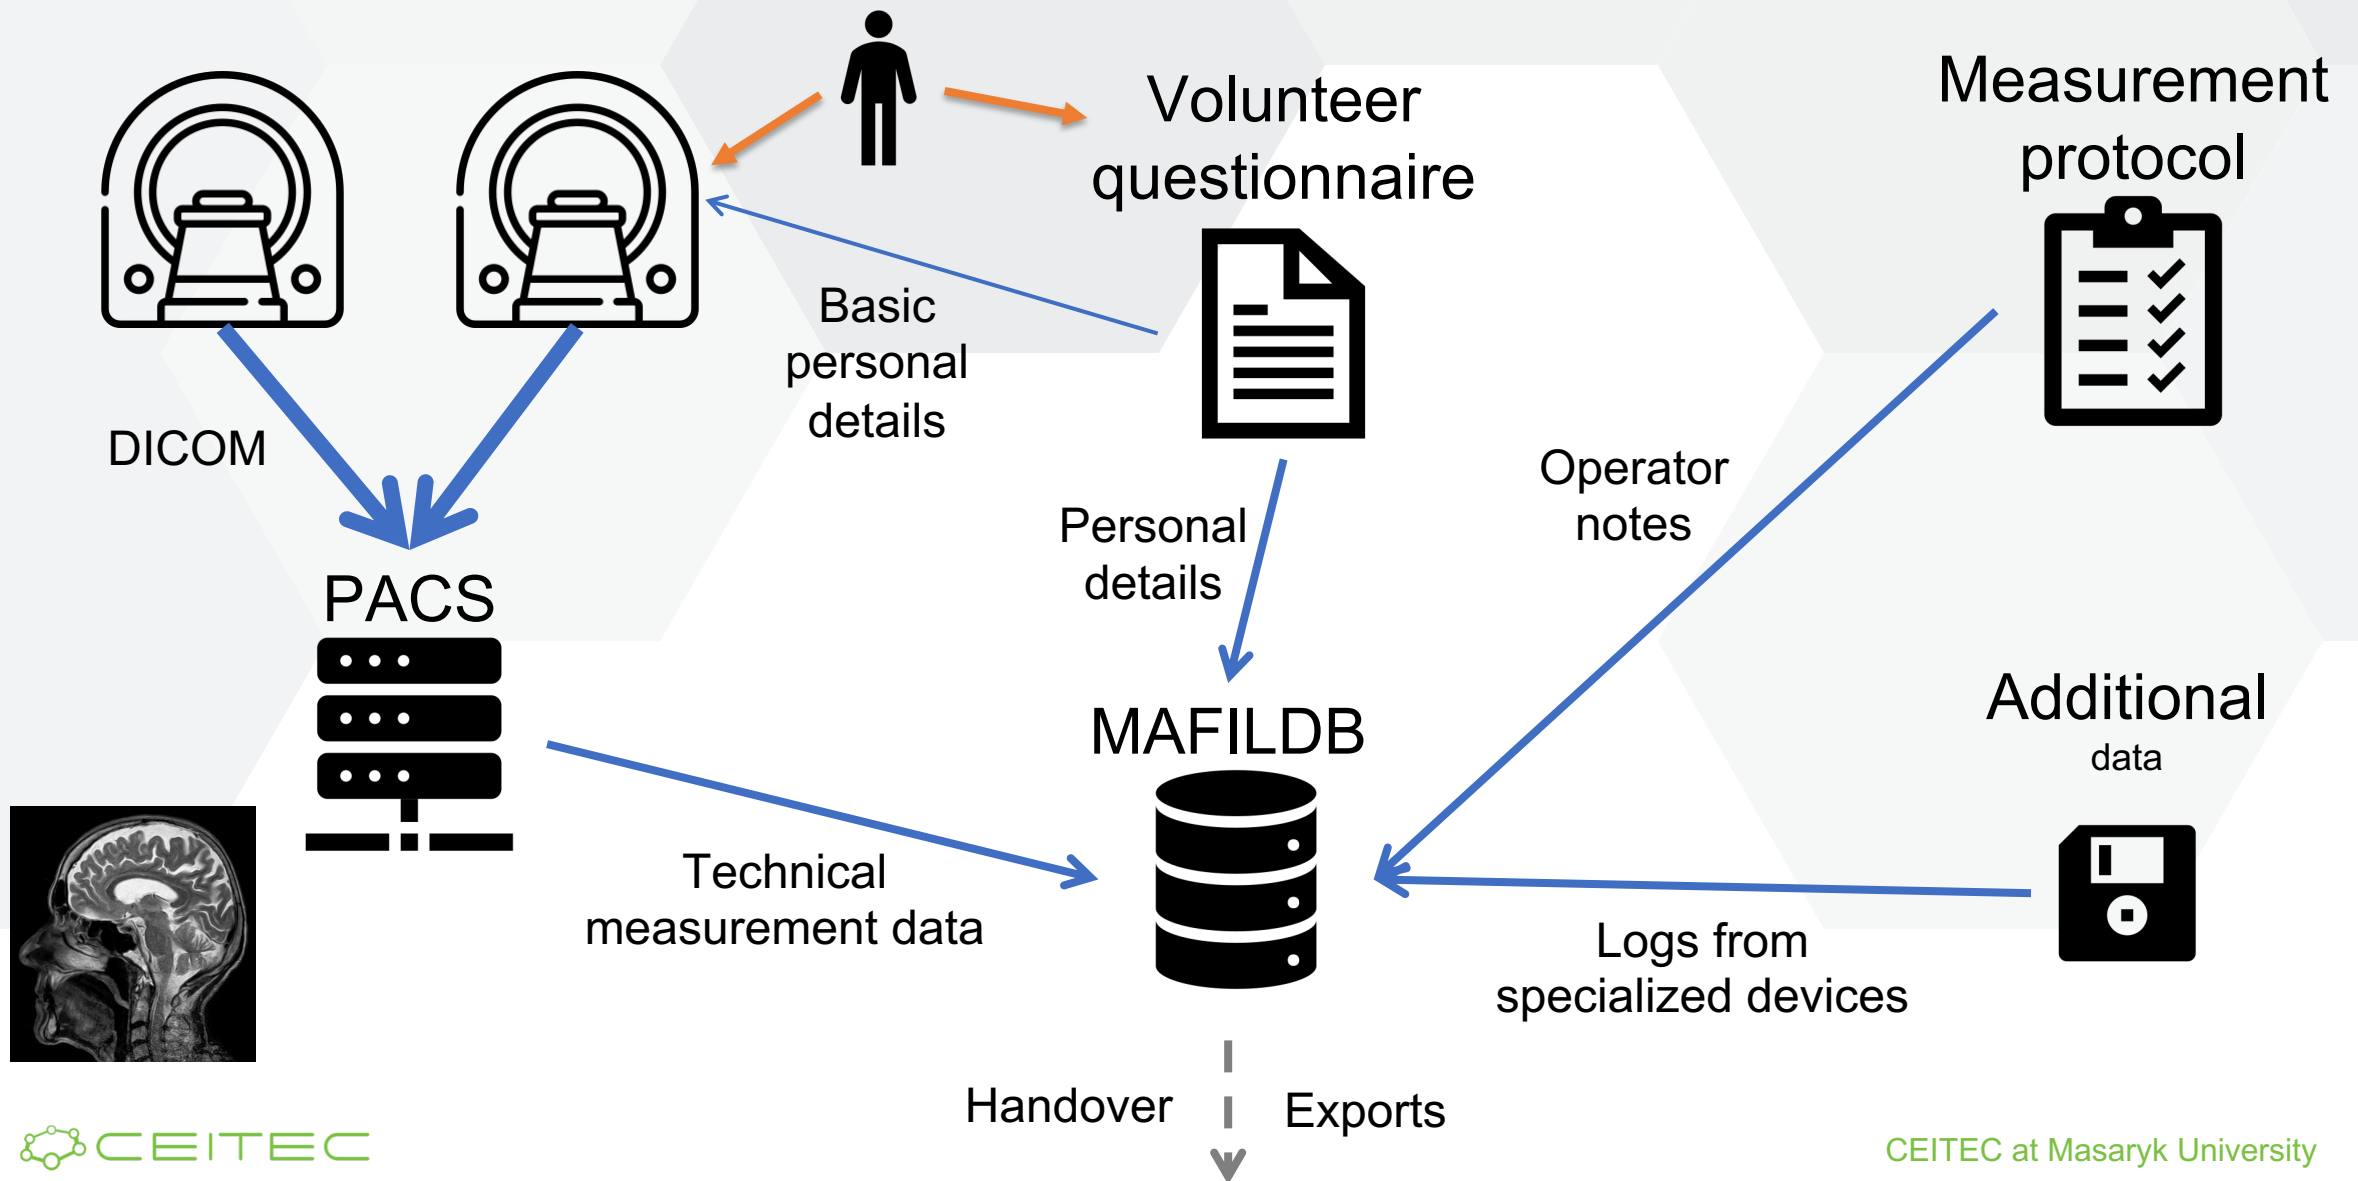 Volunteer
questionnaire
Measurement
protocol
Basic
personal
details
DICOM
Operator
notes
Personal
details
PACS
MAFILDB
Additional
data
Technical
measurement data
Logs from
specialized devices
Handover
Exports
CEITEC
CEITEC at Masaryk University